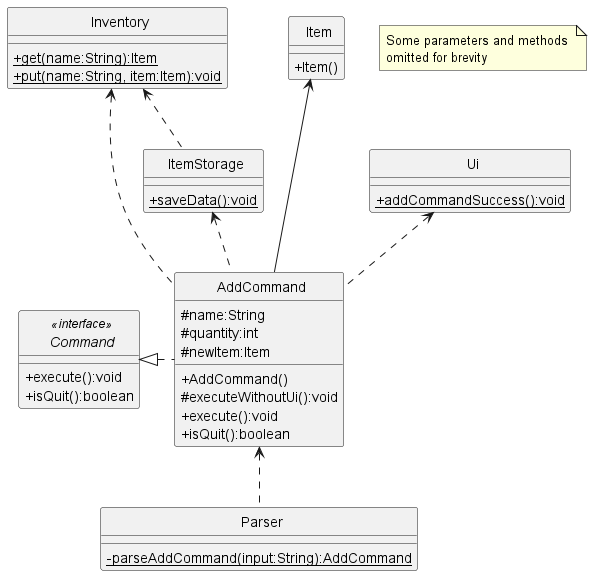 Inventory
+get(name:String):Item
+put(name:String, item:Item):void
Item
+Item()
Some parameters and methods
omitted for brevity
ItemStorage
+saveData():void
Ui
+addCommandSuccess():void
AddCommand
#name:String
#quantity:int
#newItem:Item
+AddCommand()
#executeWithoutUi():void
+execute():void
+isQuit():boolean
«interface»
Command
+execute():void
+isQuit():boolean
Parser
-parseAddCommand(input:String):AddCommand